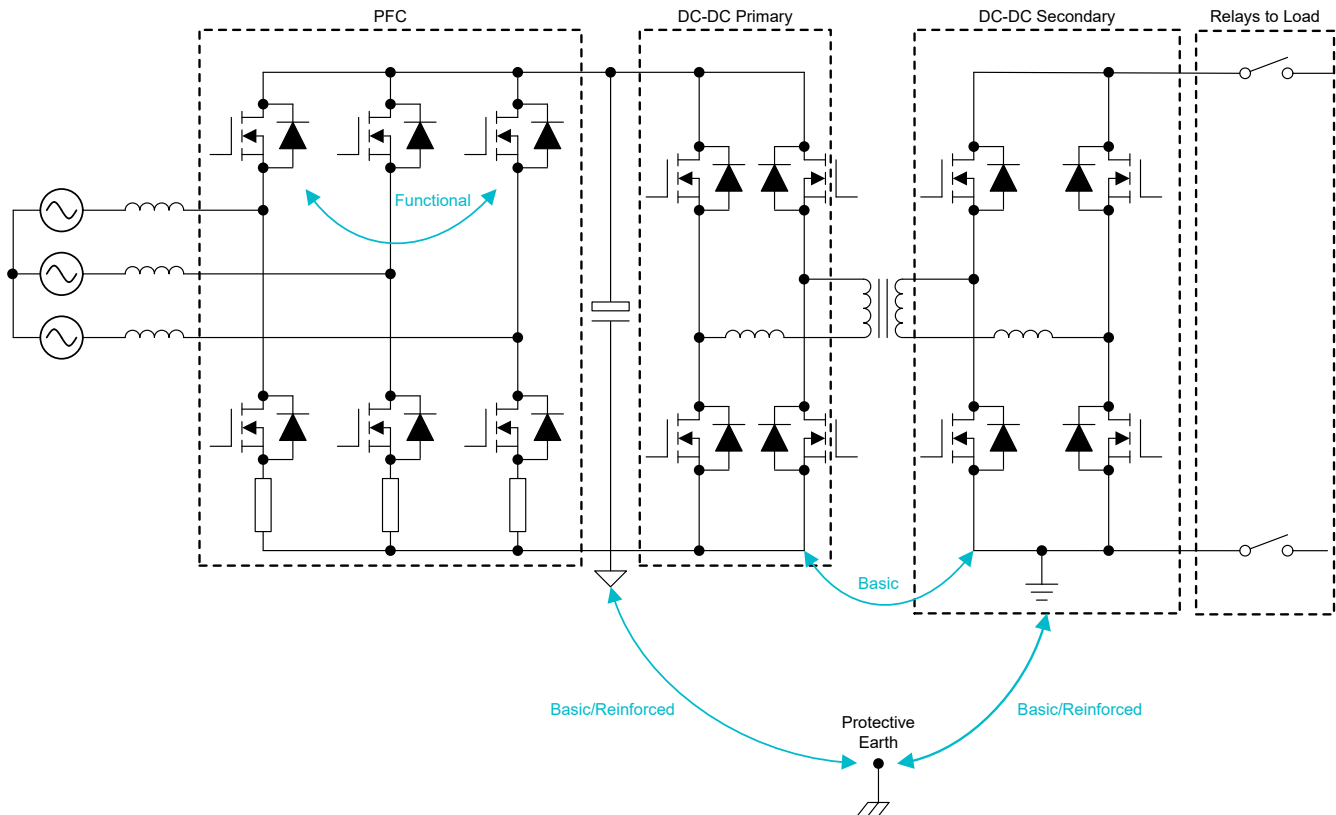 PFC
DC-DC Primary
DC-DC Secondary
Relays to Load
Functional
Basic
Basic/Reinforced
Basic/Reinforced
Protective
Earth